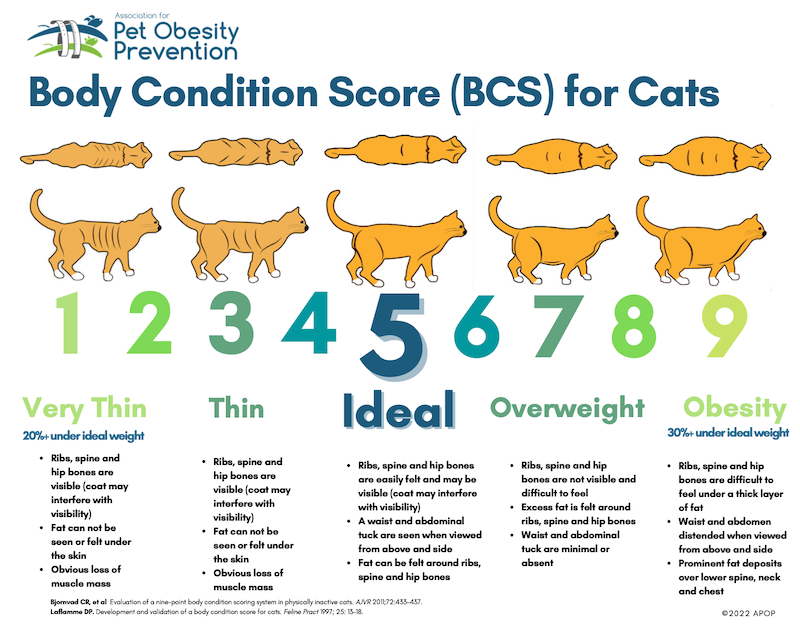 Association for
Pet Obesity
Prevention
Body Condition Score (BCS) for Cats
1 2 3 4 5 6 7 8 9
Very Thin
20%+ under ideal weight
• Ribs, spine and
hip bones are
visible (coat may
interfere with
visibility)
• Fat can not be
seen or felt under
the skin
• Obvious loss of
muscle mass
Thin
• Ribs, spine and
hip bones are
visible (coat may
interfere with
visibility)
• Fat can not be
seen or felt under
the skin
• Obvious loss of
muscle mass
Ideal
• Ribs, spine and hip bones
are easily felt and may be
visible (coat may interfere
with visibility)
• A waist and abdominal
tuck are seen when viewed
from above and side
• Fat can be felt around ribs,
spine and hip bones
Overweight
• Ribs, spine and hip
bones are not visible and
difficult to feel
• Excess fat is felt around
ribs, spine and hip bones
• Waist and abdominal
tuck are minimal or
absent
Obesity
30%+ under ideal weight
• Ribs, spine and hip
bones are difficult to
feel under a thick layer
of fat
• Waist and abdomen
distended when viewed
from above and side
• Prominent fat deposits
over lower spine, neck
and chest
Bjornvad CR, et al Evaluation of a nine-point body condition scoring system in physically inactive cats. AJVR 2011;72:433-437.
Laflamme DP. Development and validation of a body condition score for cats. Feline Pract 1997; 25: 13-18.
©2022 APOP